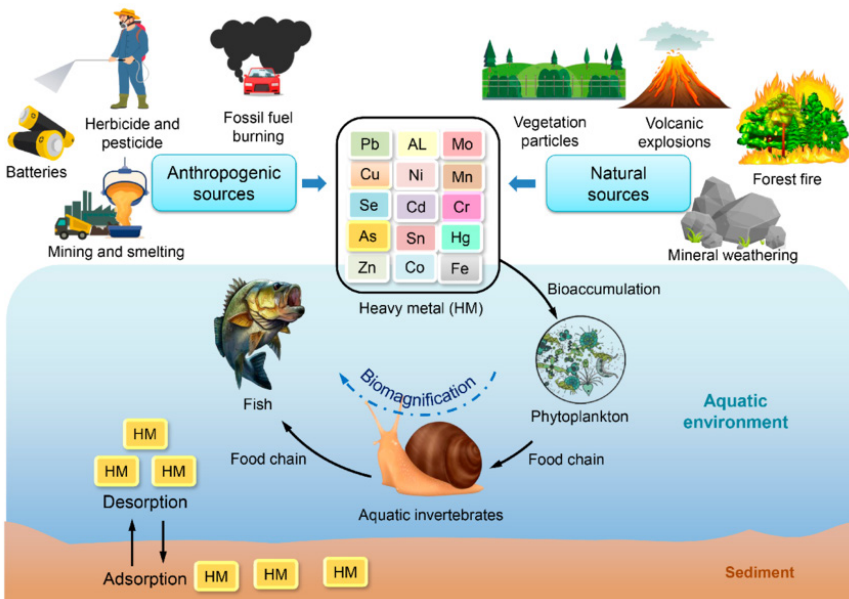 Herbicide and
pesticide
Fossil fuel
burning
Batteries
Anthropogenic
sources
Mining and smelting
Pb AL Mo
Cu Ni Mn
Se Cd Cr
As Sn Hg
Zn Co Fe
Heavy metal (HM)
Vegetation
particles
Volcanic
explosions
Forest fire
Natural
sources
Mineral weathering
Bioaccumulation
Phytoplankton
Biomagnification
Fish
Food chain
Food chain
Aquatic invertebrates
Aquatic
environment
HM
HM HM
Desorption
Adsorption
HM HM HM
Sediment